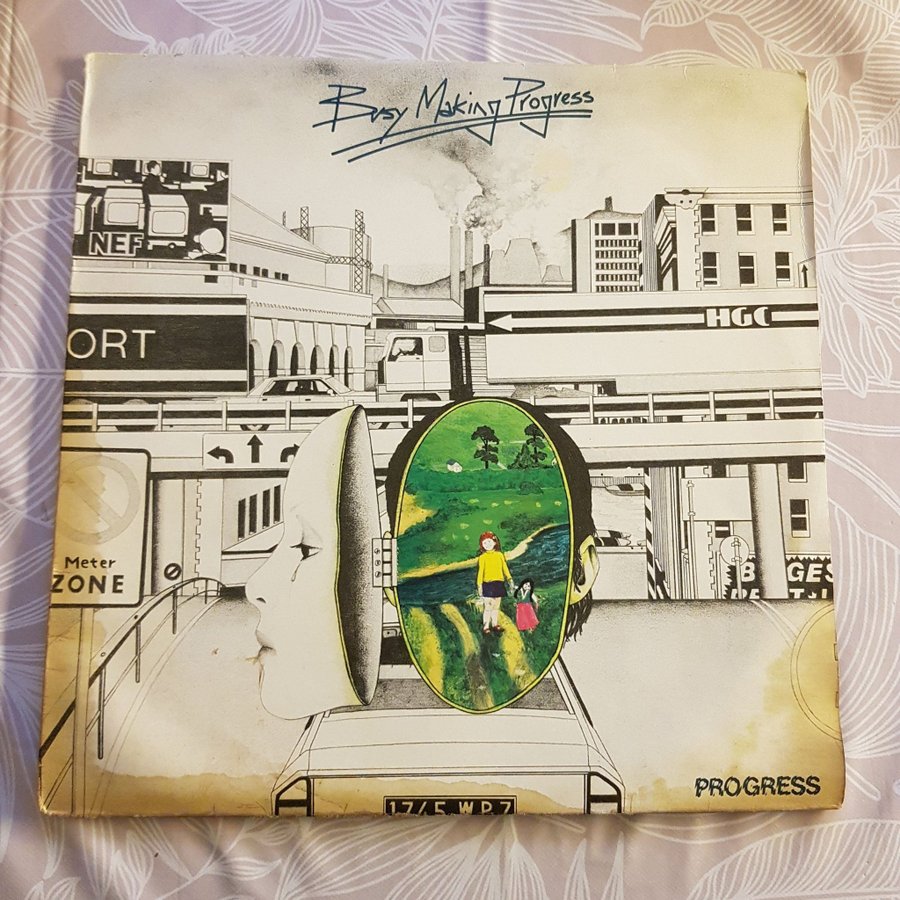 Busy Making Progress
NEF
ORT
HGC
Meter
ZONE
PROGRESS